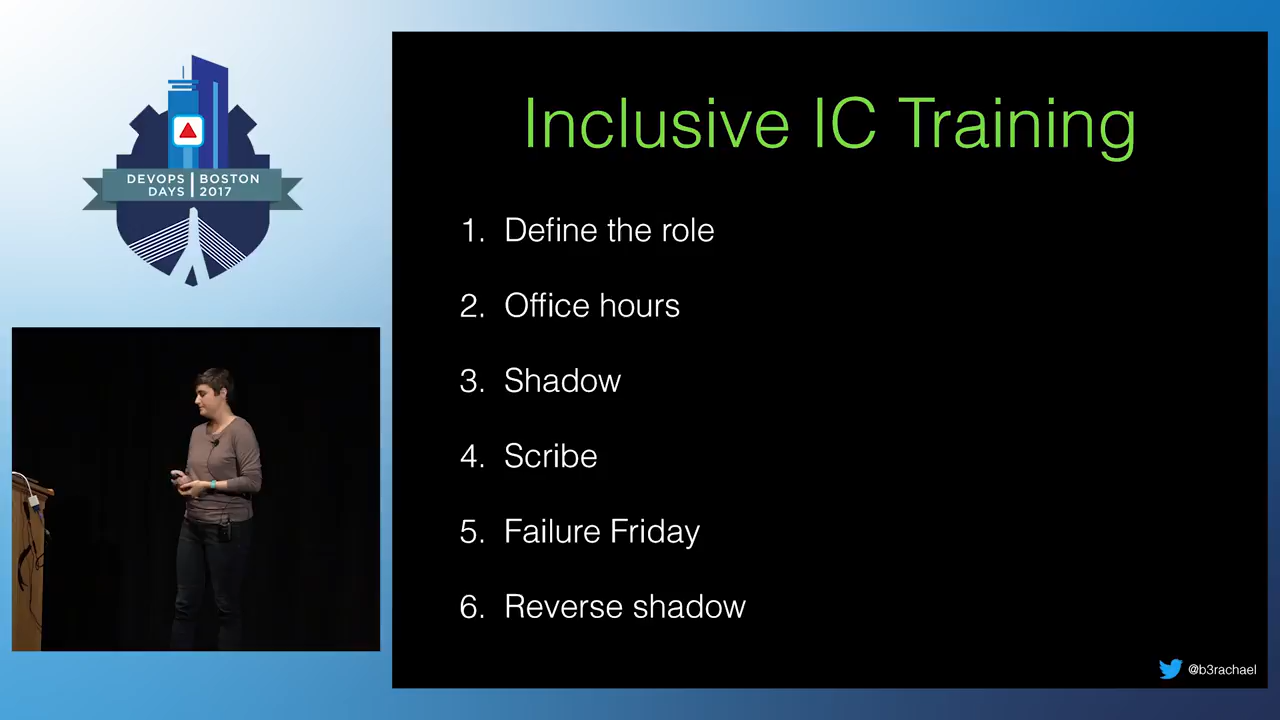 DEVOPS BOSTON
DAYS 2017
Inclusive IC Training
1. Define the role
2. Office hours
3. Shadow
4. Scribe
5. Failure Friday
6. Reverse shadow
@b3rachael